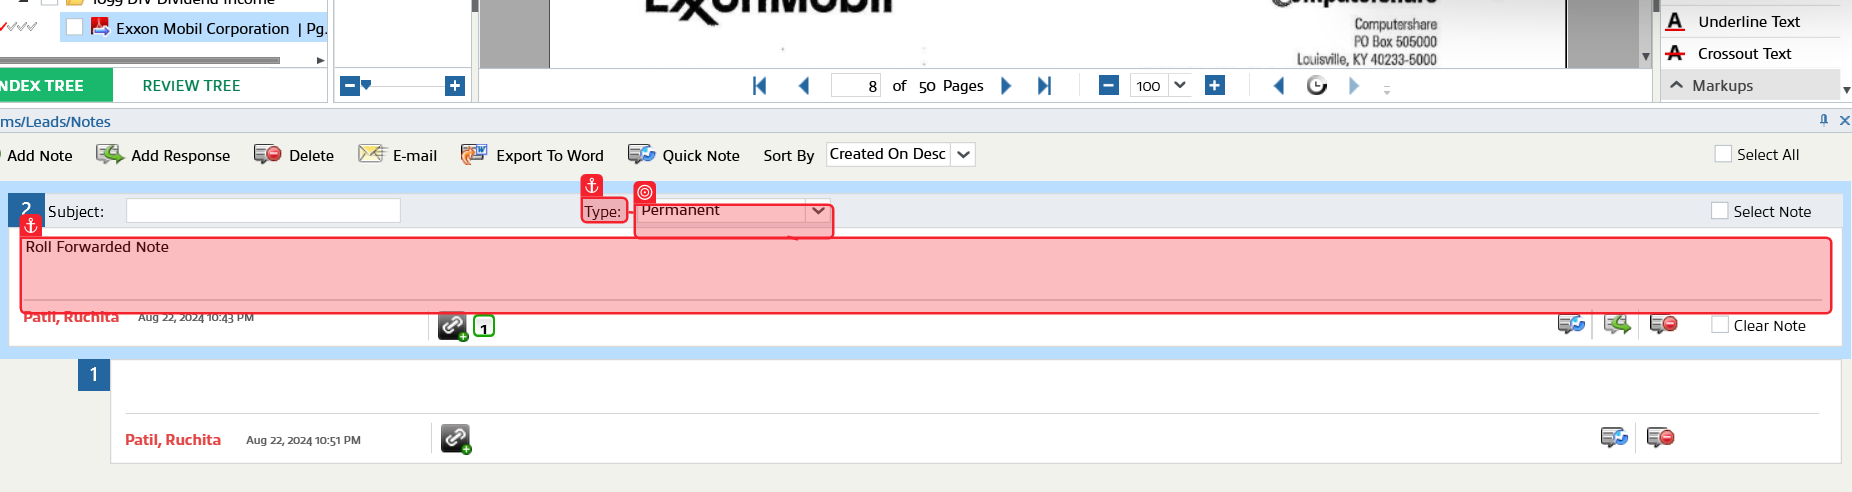 1099 DIV Dividend Income
Exxon Mobil Corporation | Pg.
NDEX TREE
REVIEW TREE
ExxonMobil
Computershare
Computershare
PO Box 505000
Louisville, KY 40233-5000
8 of 50 Pages
100
Underline Text
Crossout Text
Markups
ms/Leads/Notes
Add Note
Add Response
Delete
E-mail
Export To Word
Quick Note
Sort By
Created On Desc
Select All
2
Subject:
Type:
Permanent
Select Note
Roll Forwarded Note
Patil, Ruchita
Aug 22, 2024 10:43 PM
1
Clear Note
1
Patil, Ruchita
Aug 22, 2024 10:51 PM